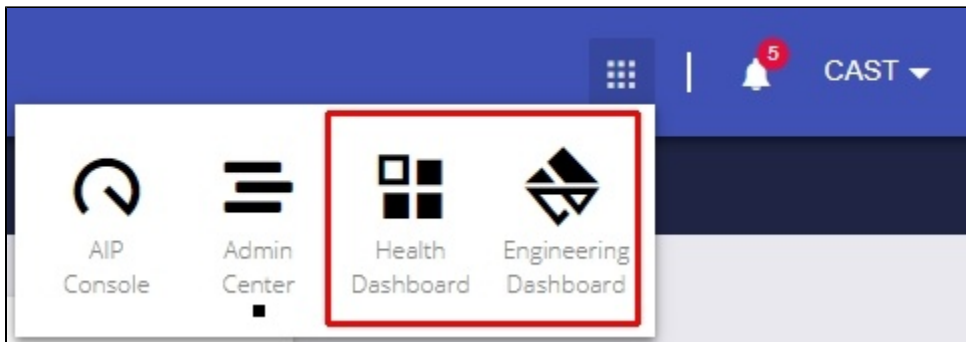 5
CAST
AIP
Console
Admin
Center
Health
Dashboard
Engineering
Dashboard